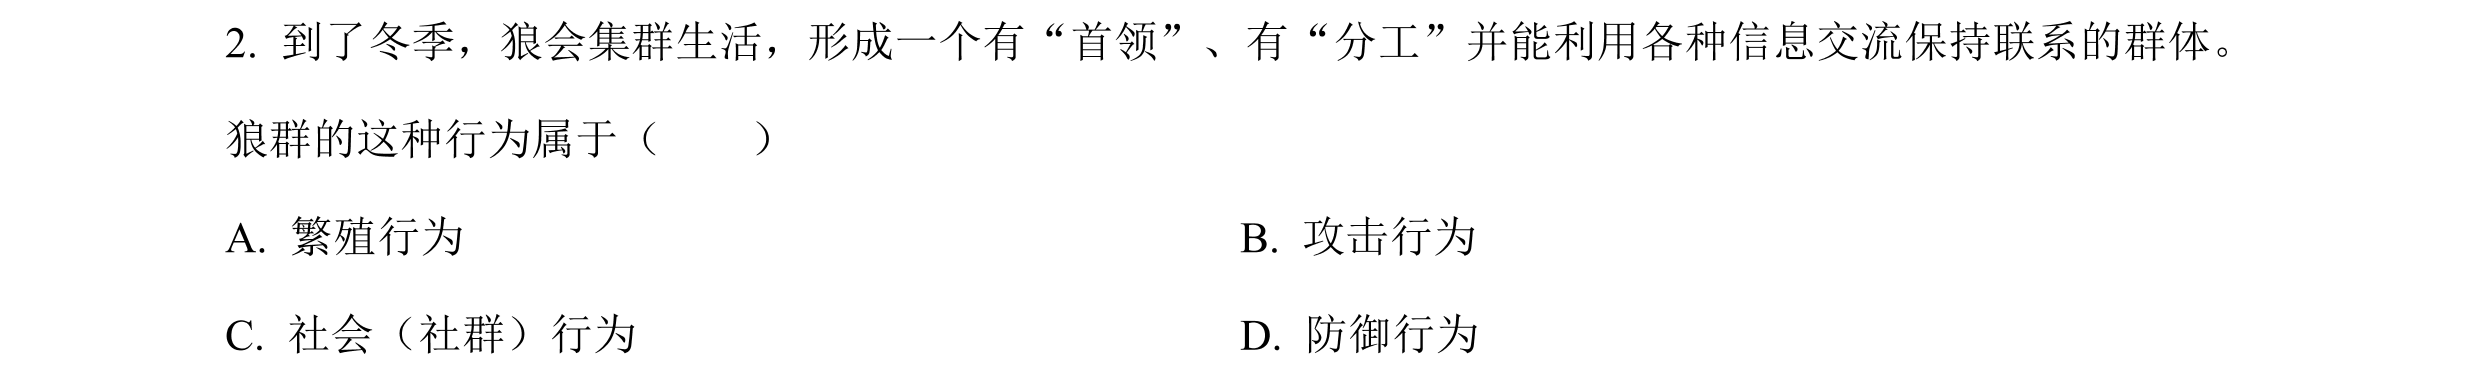 2. 到了冬季，狼会集群生活，形成一个有“首领”、有“分工”并能利用各种信息交流保持联系的群体。
狼群的这种行为属于（　　）
A. 繁殖行为　　B. 攻击行为
C. 社会（社群）行为　　D. 防御行为